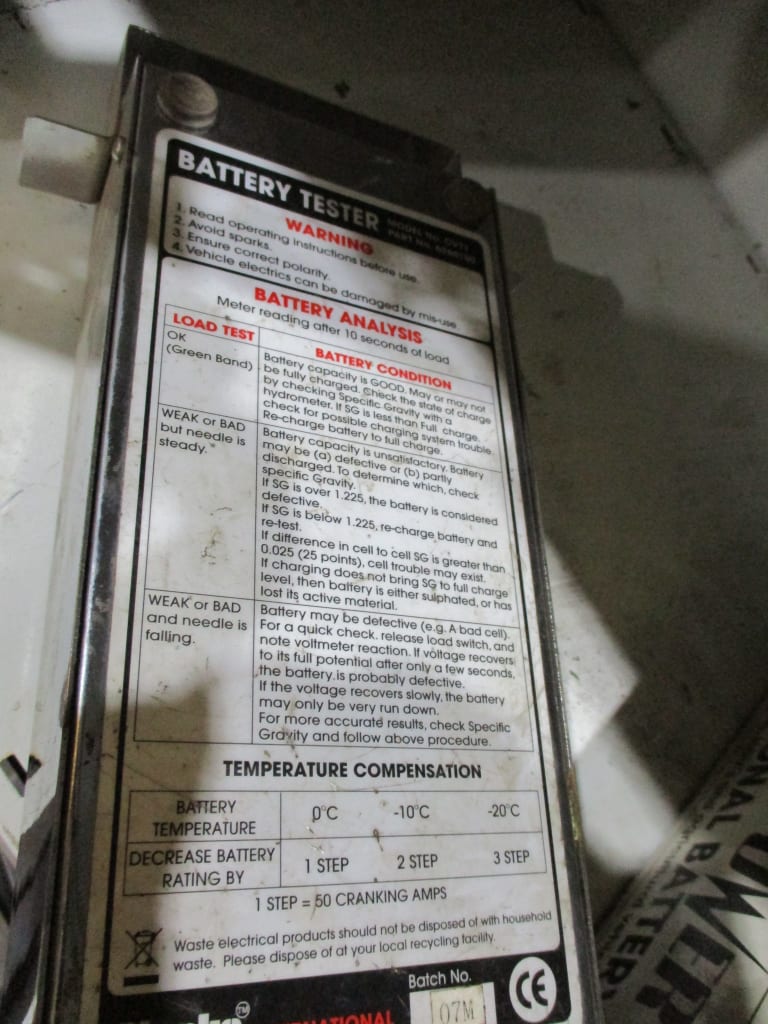 BATTERY TESTER
WARNING
1. Read operating instructions before use.
2. Avoid sparks.
3. Ensure correct polarity.
4. Vehicle electrics can be damaged by mis-use
BATTERY ANALYSIS
Meter reading after 10 seconds of load
LOAD TEST
BATTERY CONDITION
OK
(Green Band)
Battery capacity is GOOD. May or may not
be fully charged. Check the state of charge
by checking Specific Gravity with a
hydrometer. If SG is less than Full charge,
check for possible charging system trouble.
Re-charge battery to full charge.
WEAK or BAD
but needle is
steady.
Battery capacity is unsatisfactory. Battery
may be (a) defective or (b) partly
discharged. To determine which, check
specific Gravity.
If SG is over 1.225, the battery is considered
defective.
If SG is below 1.225, re-charge battery and
re-test.
If difference in cell to cell SG is greater than
0.025 (25 points), cell trouble may exist.
If charging does not bring SG to full charge
level, then battery is either sulphated, or has
lost its active material.
WEAK or BAD
and needle is
falling.
Battery may be defective (e.g. A bad cell).
For a quick check. release load switch, and
note voltmeter reaction. If voltage recovers
to its full potential after only a few seconds,
the battery is probably defective.
If the voltage recovers slowly, the battery
may only be very run down.
For more accurate results, check Specific
Gravity and follow above procedure.
TEMPERATURE COMPENSATION
BATTERY
TEMPERATURE
0°C -10°C -20°C
DECREASE BATTERY
RATING BY
1 STEP 2 STEP 3 STEP
1 STEP = 50 CRANKING AMPS
Waste electrical products should not be disposed of with household
waste. Please dispose of at your local recycling facility.
Batch No.
07M
CE
TM